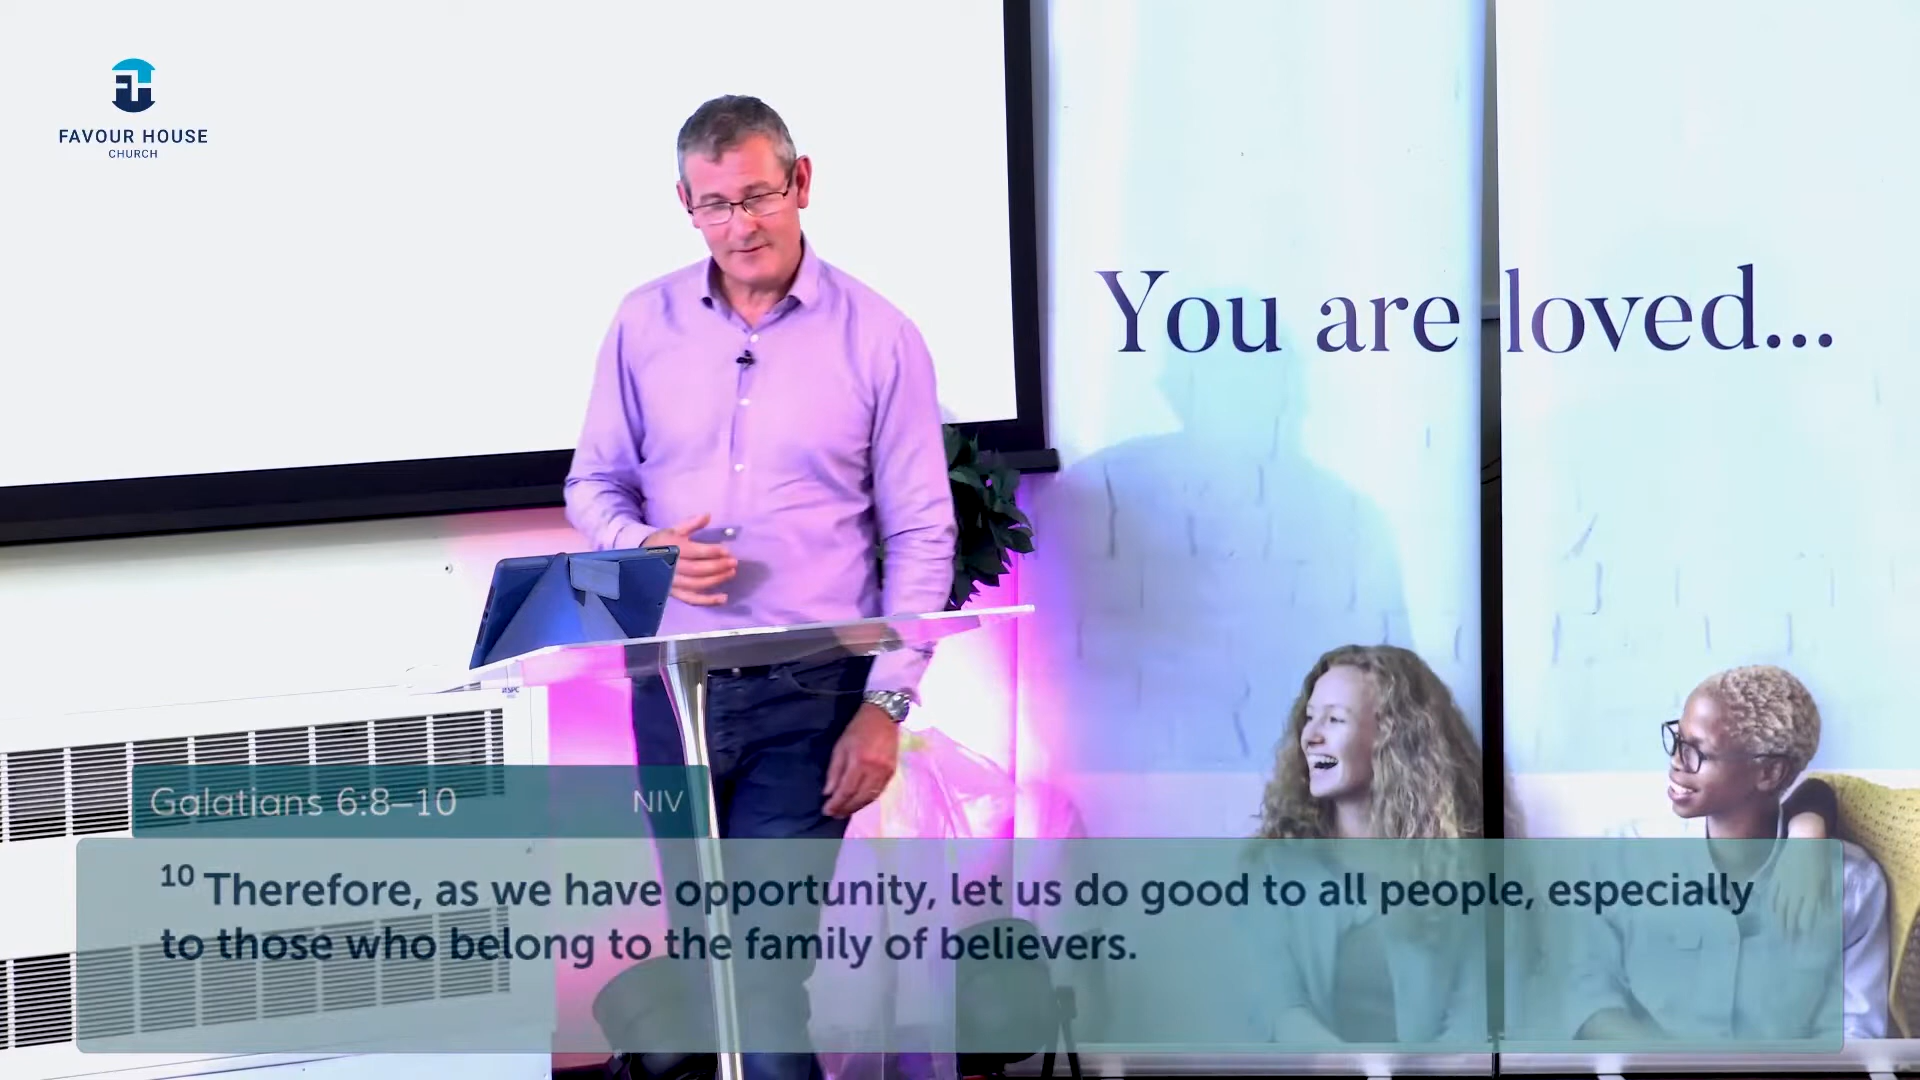 FAVOUR HOUSE
CHURCH
You are loved...
Galatians 6:8–10 NIV
10 Therefore, as we have opportunity, let us do good to all people, especially
to those who belong to the family of believers.